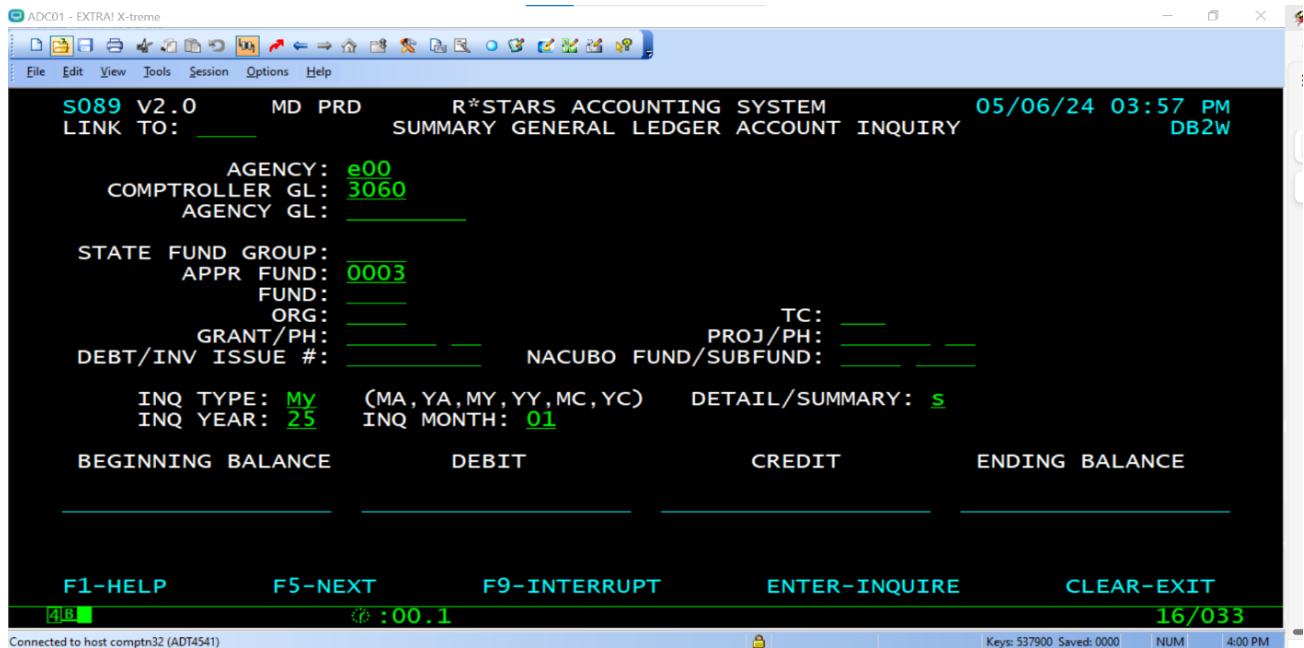 ADC01 - EXTRA! X-treme
File Edit View Tools Session Options Help
S089 V2.0 MD PRD R*STARS ACCOUNTING SYSTEM 05/06/24 03:57 PM
LINK TO: SUMMARY GENERAL LEDGER ACCOUNT INQUIRY DB2W
AGENCY: e00
COMPTROLLER GL: 3060
AGENCY GL:
STATE FUND GROUP:
APPR FUND: 0003
FUND:
ORG: TC:
GRANT/PH: PROJ/PH:
DEBT/INV ISSUE #: NACUBO FUND/SUBFUND:
INQ TYPE: My (MA,YA,MY,YY,MC,YC) DETAIL/SUMMARY: s
INQ YEAR: 25 INQ MONTH: 01
BEGINNING BALANCE DEBIT CREDIT ENDING BALANCE
F1-HELP F5-NEXT F9-INTERRUPT ENTER-INQUIRE CLEAR-EXIT
4B :00.1 16/033
Connected to host comptn32 (ADT4541) Keys: 537900 Saved: 0000 NUM 4:00 PM